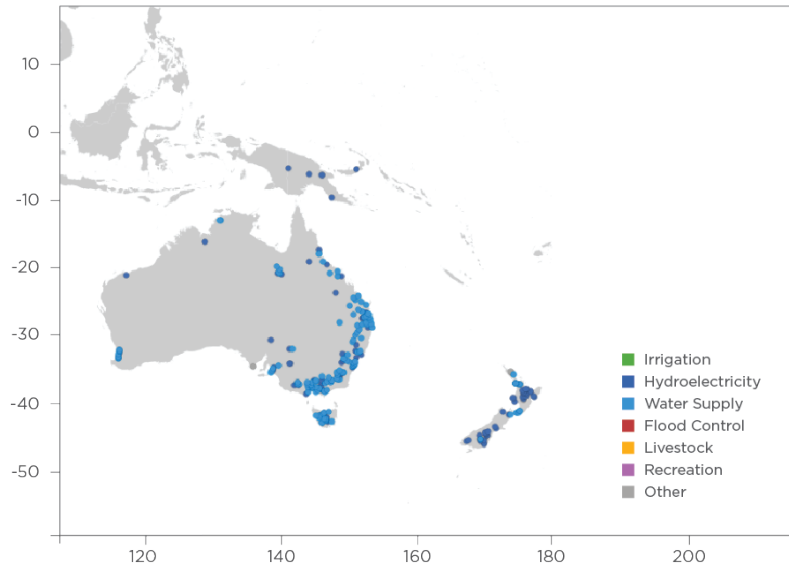 10
0
-10
-20
-30
-40
-50
Irrigation
Hydroelectricity
Water Supply
Flood Control
Livestock
Recreation
Other
120
140
160
180
200